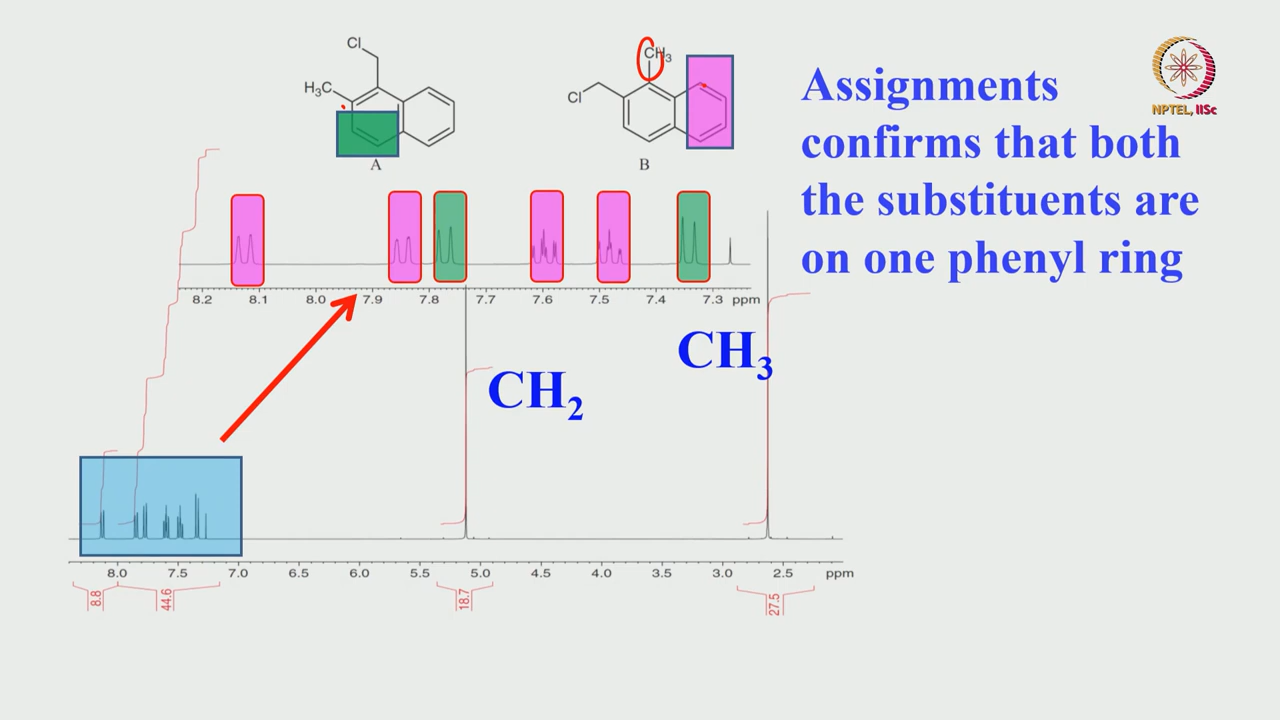 Cl
H₃C
A
CH₃
Cl
B
Assignments
confirms that both
the substituents are
on one phenyl ring
NPTEL, IISc
8.2 8.1 8.0 7.9 7.8 7.7 7.6 7.5 7.4 7.3 ppm
CH₃
CH₂
8.0 7.5 7.0 6.5 6.0 5.5 5.0 4.5 4.0 3.5 3.0 2.5 ppm
8.8 44.6 18.7 27.5